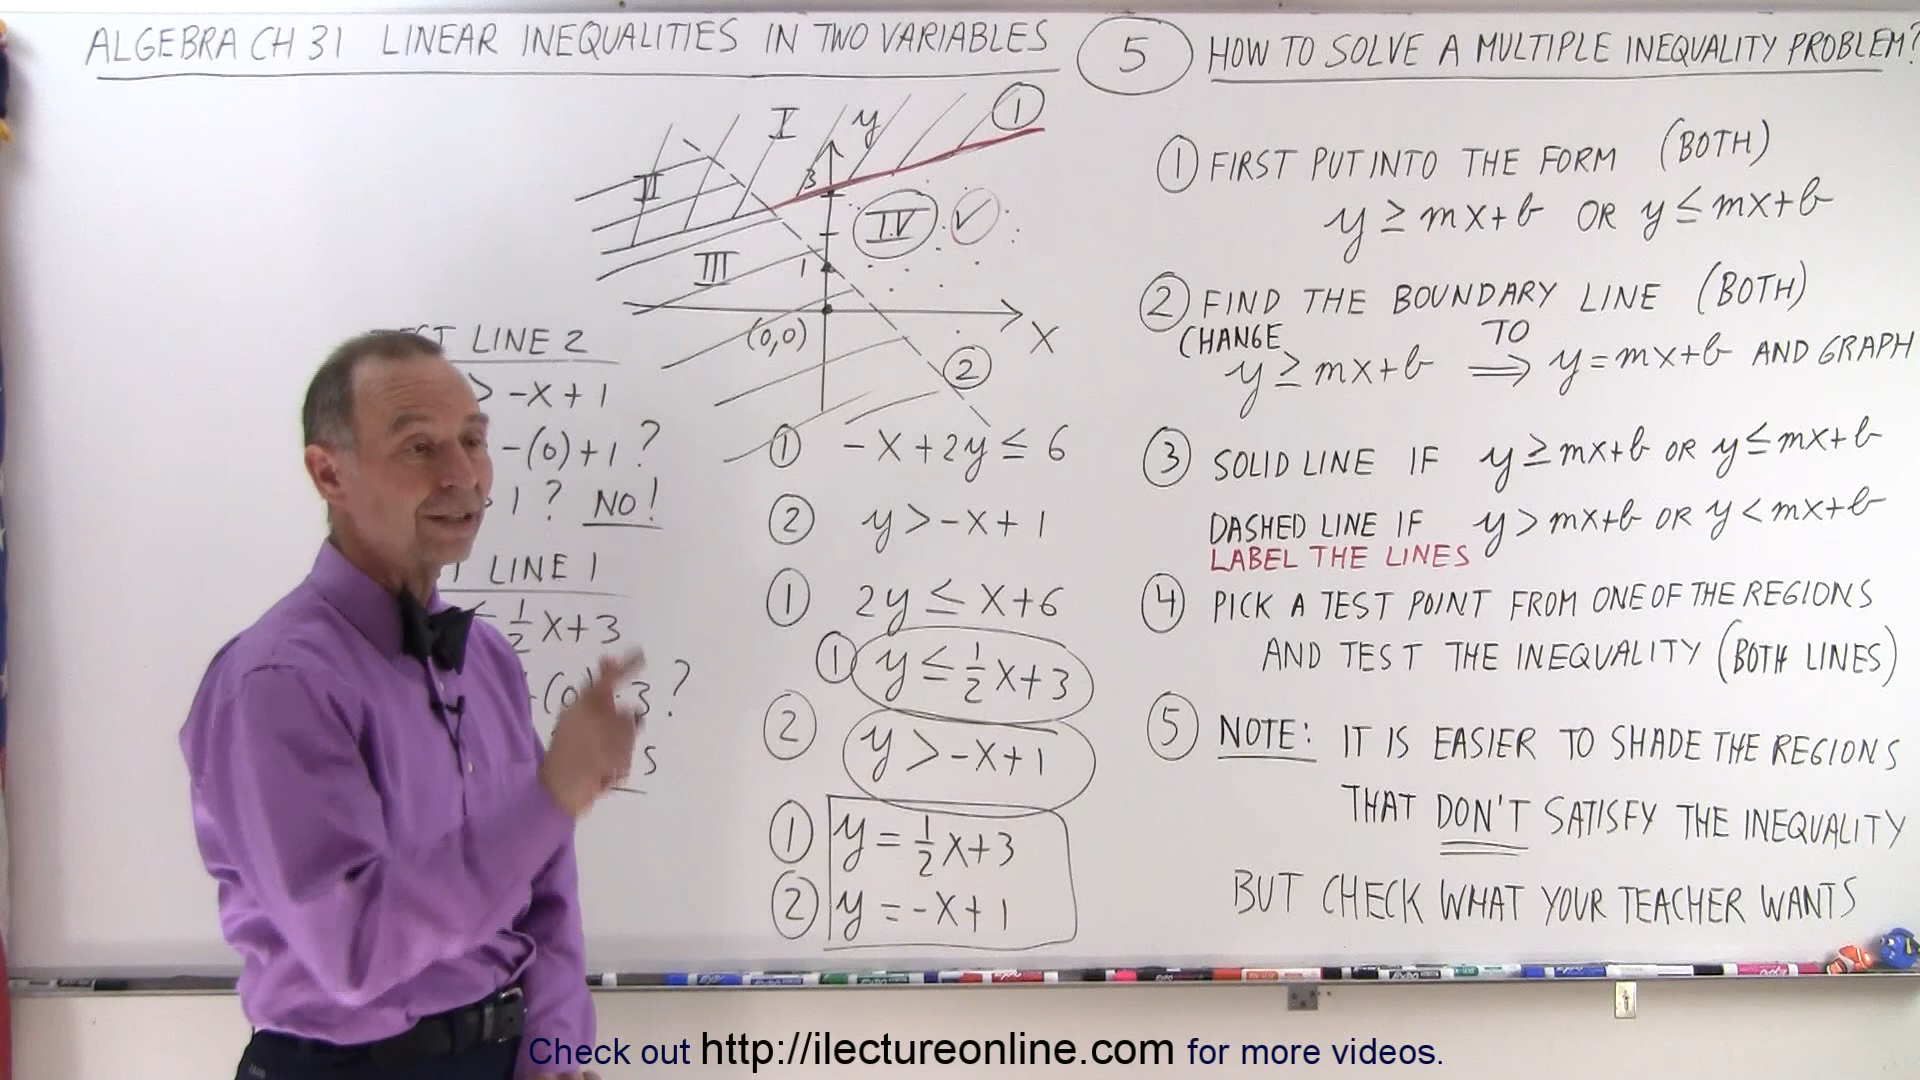 ALGEBRA CH 31 LINEAR INEQUALITIES IN TWO VARIABLES
5 HOW TO SOLVE A MULTIPLE INEQUALITY PROBLEM?
I
y
1
3
II
IV ✓
III
1
(0,0)
X
2
LINE 2
> -X + 1
-(0)+1 ?
1 ? NO!
LINE 1
1/2 X+3
(0) 3 ?
S
① -X + 2y ≤ 6
② y > -X + 1
① 2y ≤ X+6
① y ≤ 1/2 X+3
② y > -X+1
① y = 1/2 X+3
② y = -X+1
① FIRST PUT INTO THE FORM (BOTH)
y ≥ mX+b OR y ≤ mX+b
② FIND THE BOUNDARY LINE (BOTH)
CHANGE TO
y ≥ mX+b ⟹ y = mX+b AND GRAPH
③ SOLID LINE IF y ≥ mX+b OR y ≤ mX+b
DASHED LINE IF y > mX+b OR y < mX+b
LABEL THE LINES
④ PICK A TEST POINT FROM ONE OF THE REGIONS
AND TEST THE INEQUALITY (BOTH LINES)
⑤ NOTE: IT IS EASIER TO SHADE THE REGIONS
THAT DON'T SATISFY THE INEQUALITY
BUT CHECK WHAT YOUR TEACHER WANTS
Check out http://ilectureonline.com for more videos.